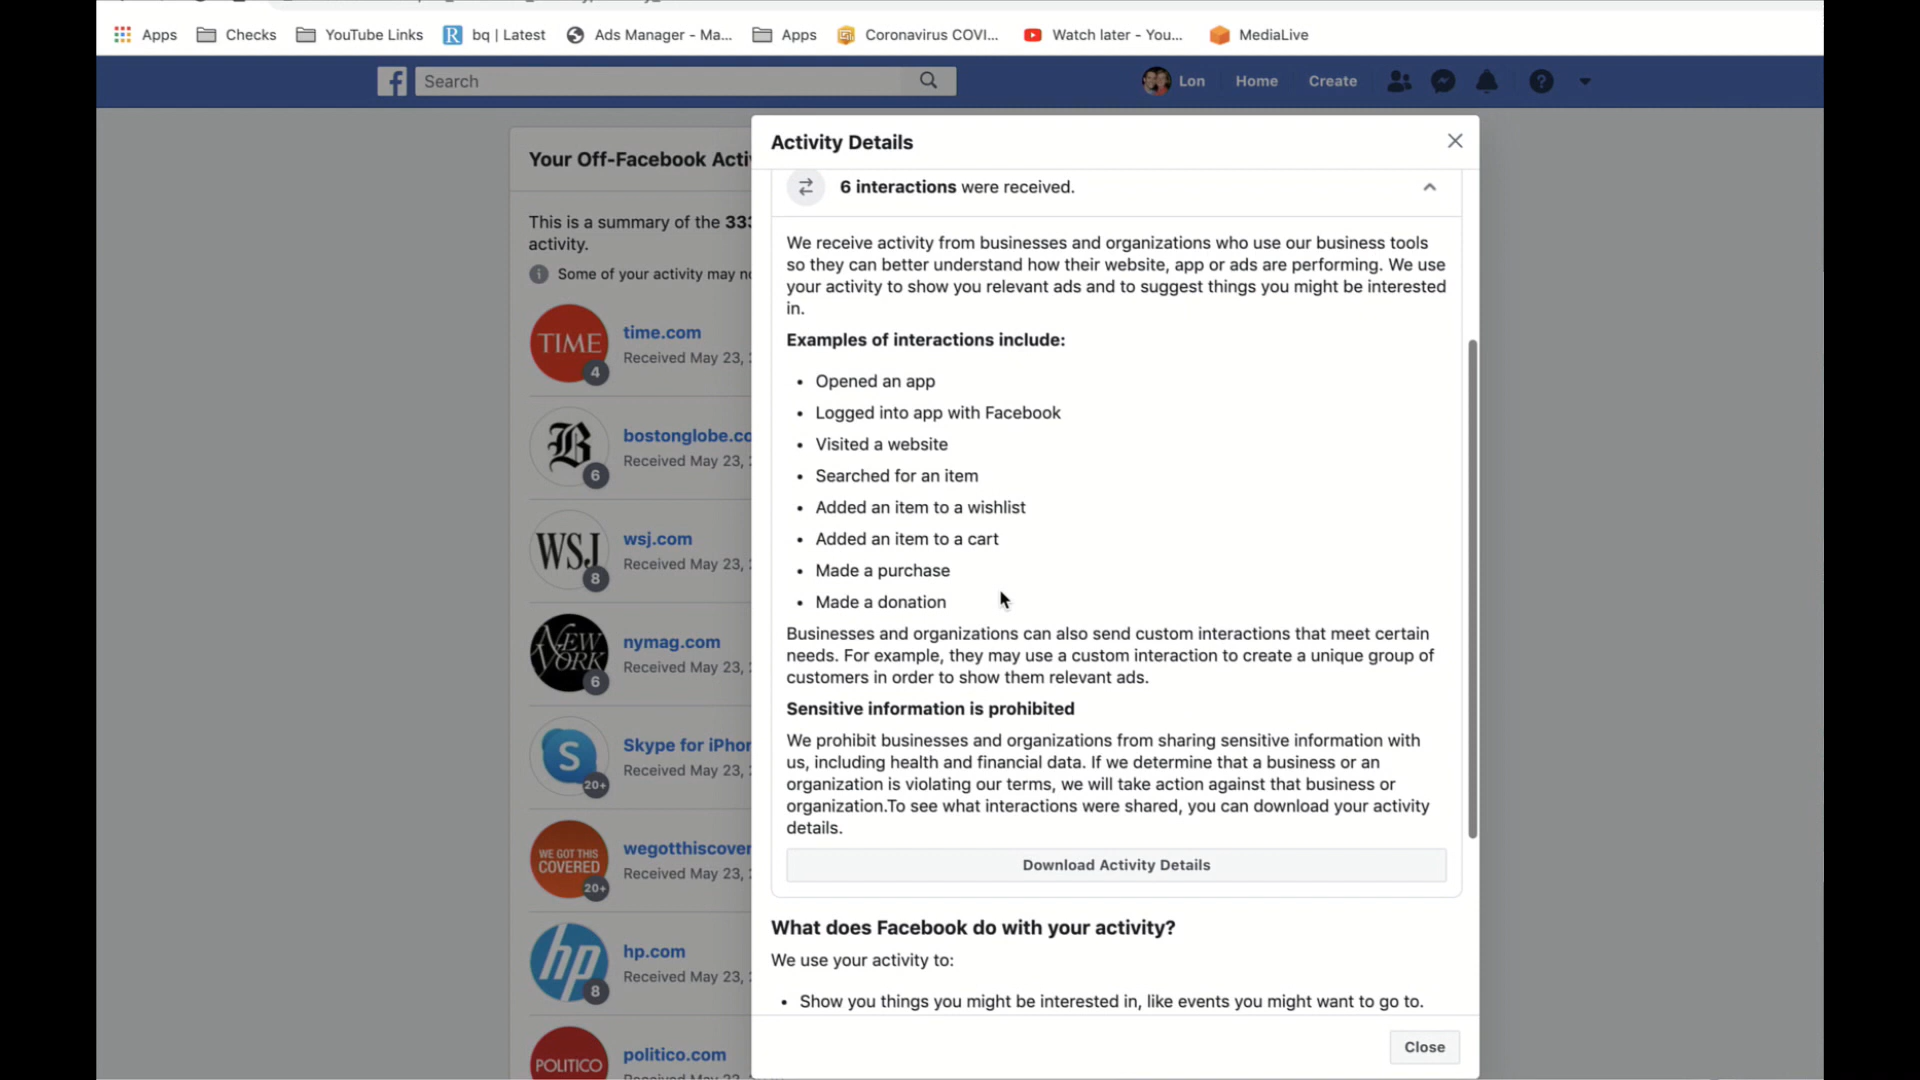 Apps
Checks
YouTube Links
bq | Latest
Ads Manager - Ma...
Apps
Coronavirus COVI...
Watch later - You...
MediaLive
Search
Lon
Home
Create
Your Off-Facebook Acti
This is a summary of the 333
activity.
Some of your activity may no
TIME
4
time.com
Received May 23,
B
6
bostonglobe.co
Received May 23,
WSJ
8
wsj.com
Received May 23,
NEW YORK
6
nymag.com
Received May 23,
S
20+
Skype for iPhon
Received May 23,
WE GOT THIS
COVERED
20+
wegotthiscover
Received May 23,
hp
8
hp.com
Received May 23,
POLITICO
politico.com
Activity Details
6 interactions were received.
We receive activity from businesses and organizations who use our business tools
so they can better understand how their website, app or ads are performing. We use
your activity to show you relevant ads and to suggest things you might be interested
in.
Examples of interactions include:
• Opened an app
• Logged into app with Facebook
• Visited a website
• Searched for an item
• Added an item to a wishlist
• Added an item to a cart
• Made a purchase
• Made a donation
Businesses and organizations can also send custom interactions that meet certain
needs. For example, they may use a custom interaction to create a unique group of
customers in order to show them relevant ads.
Sensitive information is prohibited
We prohibit businesses and organizations from sharing sensitive information with
us, including health and financial data. If we determine that a business or an
organization is violating our terms, we will take action against that business or
organization.To see what interactions were shared, you can download your activity
details.
Download Activity Details
What does Facebook do with your activity?
We use your activity to:
• Show you things you might be interested in, like events you might want to go to.
Close